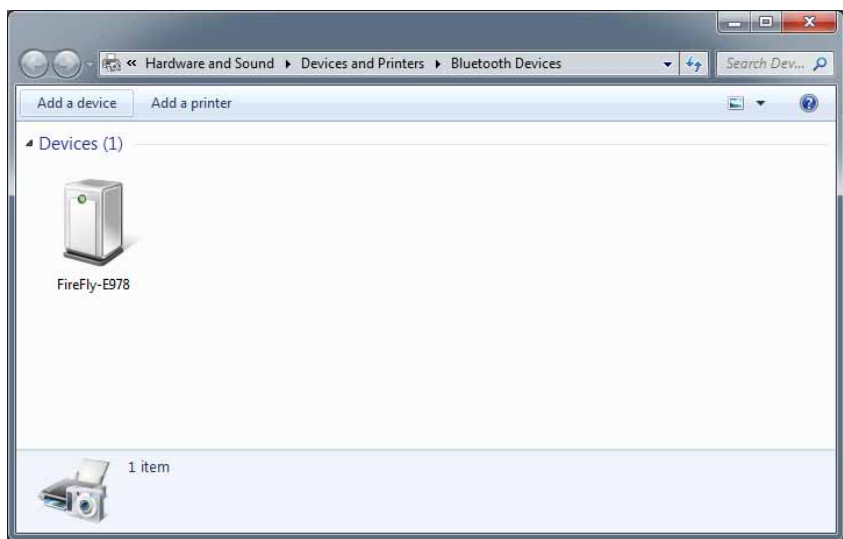 « Hardware and Sound ▸ Devices and Printers ▸ Bluetooth Devices Search Dev...
Add a device Add a printer
Devices (1)
FireFly-E978
1 item